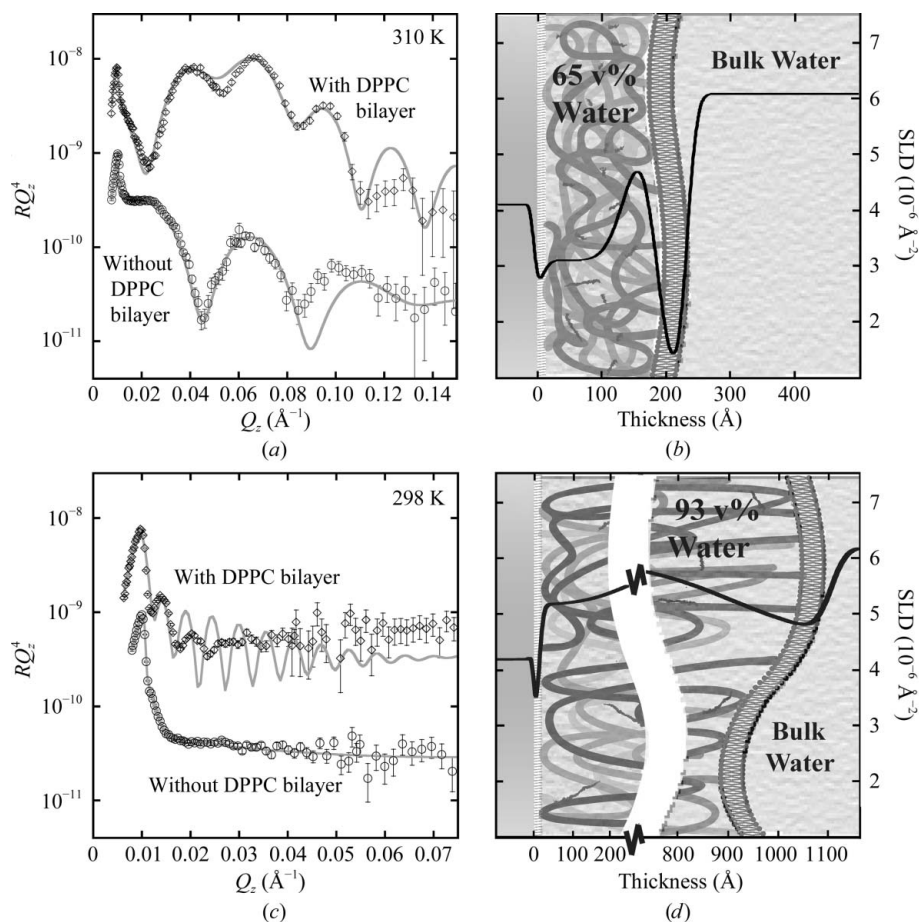 310 K
10⁻⁸
10⁻⁹
10⁻¹⁰
10⁻¹¹
RQ_z⁴
With DPPC
bilayer
Without
DPPC
bilayer
0 0.02 0.04 0.06 0.08 0.10 0.12 0.14
Q_z (Å⁻¹)
(a)
65 v%
Water
Bulk Water
7
6
5
4
3
2
SLD (10⁻⁶ Å⁻²)
0 100 200 300 400
Thickness (Å)
(b)
298 K
10⁻⁸
10⁻⁹
10⁻¹⁰
10⁻¹¹
RQ_z⁴
With DPPC bilayer
Without DPPC bilayer
0 0.01 0.02 0.03 0.04 0.05 0.06 0.07
Q_z (Å⁻¹)
(c)
93 v%
Water
Bulk
Water
7
6
5
4
3
2
SLD (10⁻⁶ Å⁻²)
0 100 200 800 1000 1100
Thickness (Å)
(d)